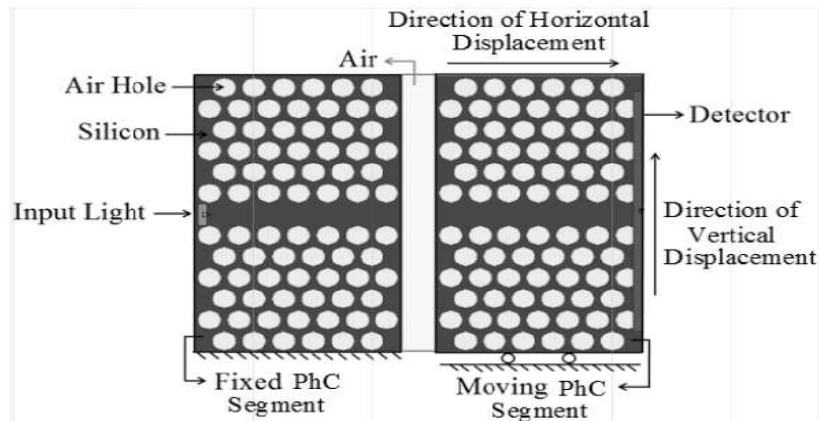 Direction of Horizontal
Displacement
Air
Air Hole
Silicon
Detector
Input Light
Direction of
Vertical
Displacement
Fixed PhC
Segment
Moving PhC
Segment